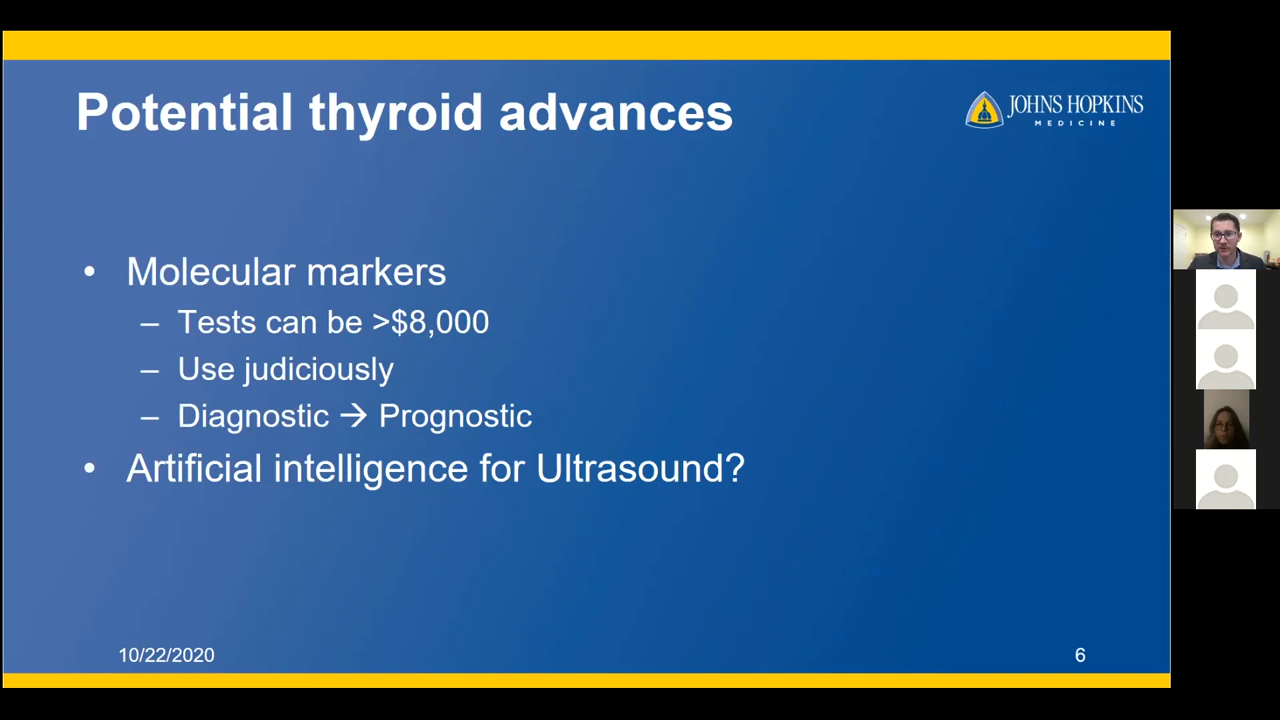 Potential thyroid advances
JOHNS HOPKINS
MEDICINE
• Molecular markers
– Tests can be >$8,000
– Use judiciously
– Diagnostic → Prognostic
• Artificial intelligence for Ultrasound?
10/22/2020
6